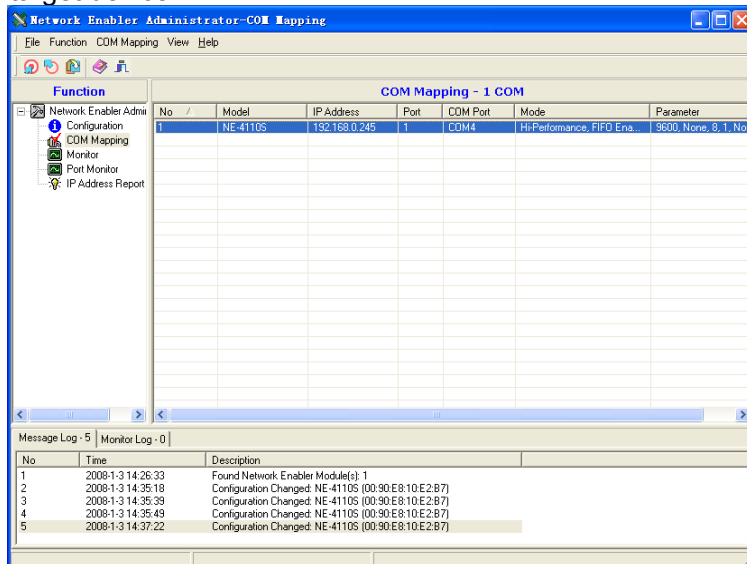 Network Enabler Administrator-COM Mapping
File Function COM Mapping View Help
Function
COM Mapping - 1 COM
Network Enabler Admi
Configuration
COM Mapping
Monitor
Port Monitor
IP Address Report
No Model IP Address Port COM Port Mode Parameter
1 NE-4110S 192.168.0.245 1 COM4 Hi-Performance, FIFO Ena... 9600, None, 8, 1, No
Message Log - 5 Monitor Log - 0
No Time Description
1 2008-1-3 14:26:33 Found Network Enabler Module(s): 1
2 2008-1-3 14:35:18 Configuration Changed: NE-4110S (00:90:E8:10:E2:B7)
3 2008-1-3 14:35:39 Configuration Changed: NE-4110S (00:90:E8:10:E2:B7)
4 2008-1-3 14:35:49 Configuration Changed: NE-4110S (00:90:E8:10:E2:B7)
5 2008-1-3 14:37:22 Configuration Changed: NE-4110S (00:90:E8:10:E2:B7)